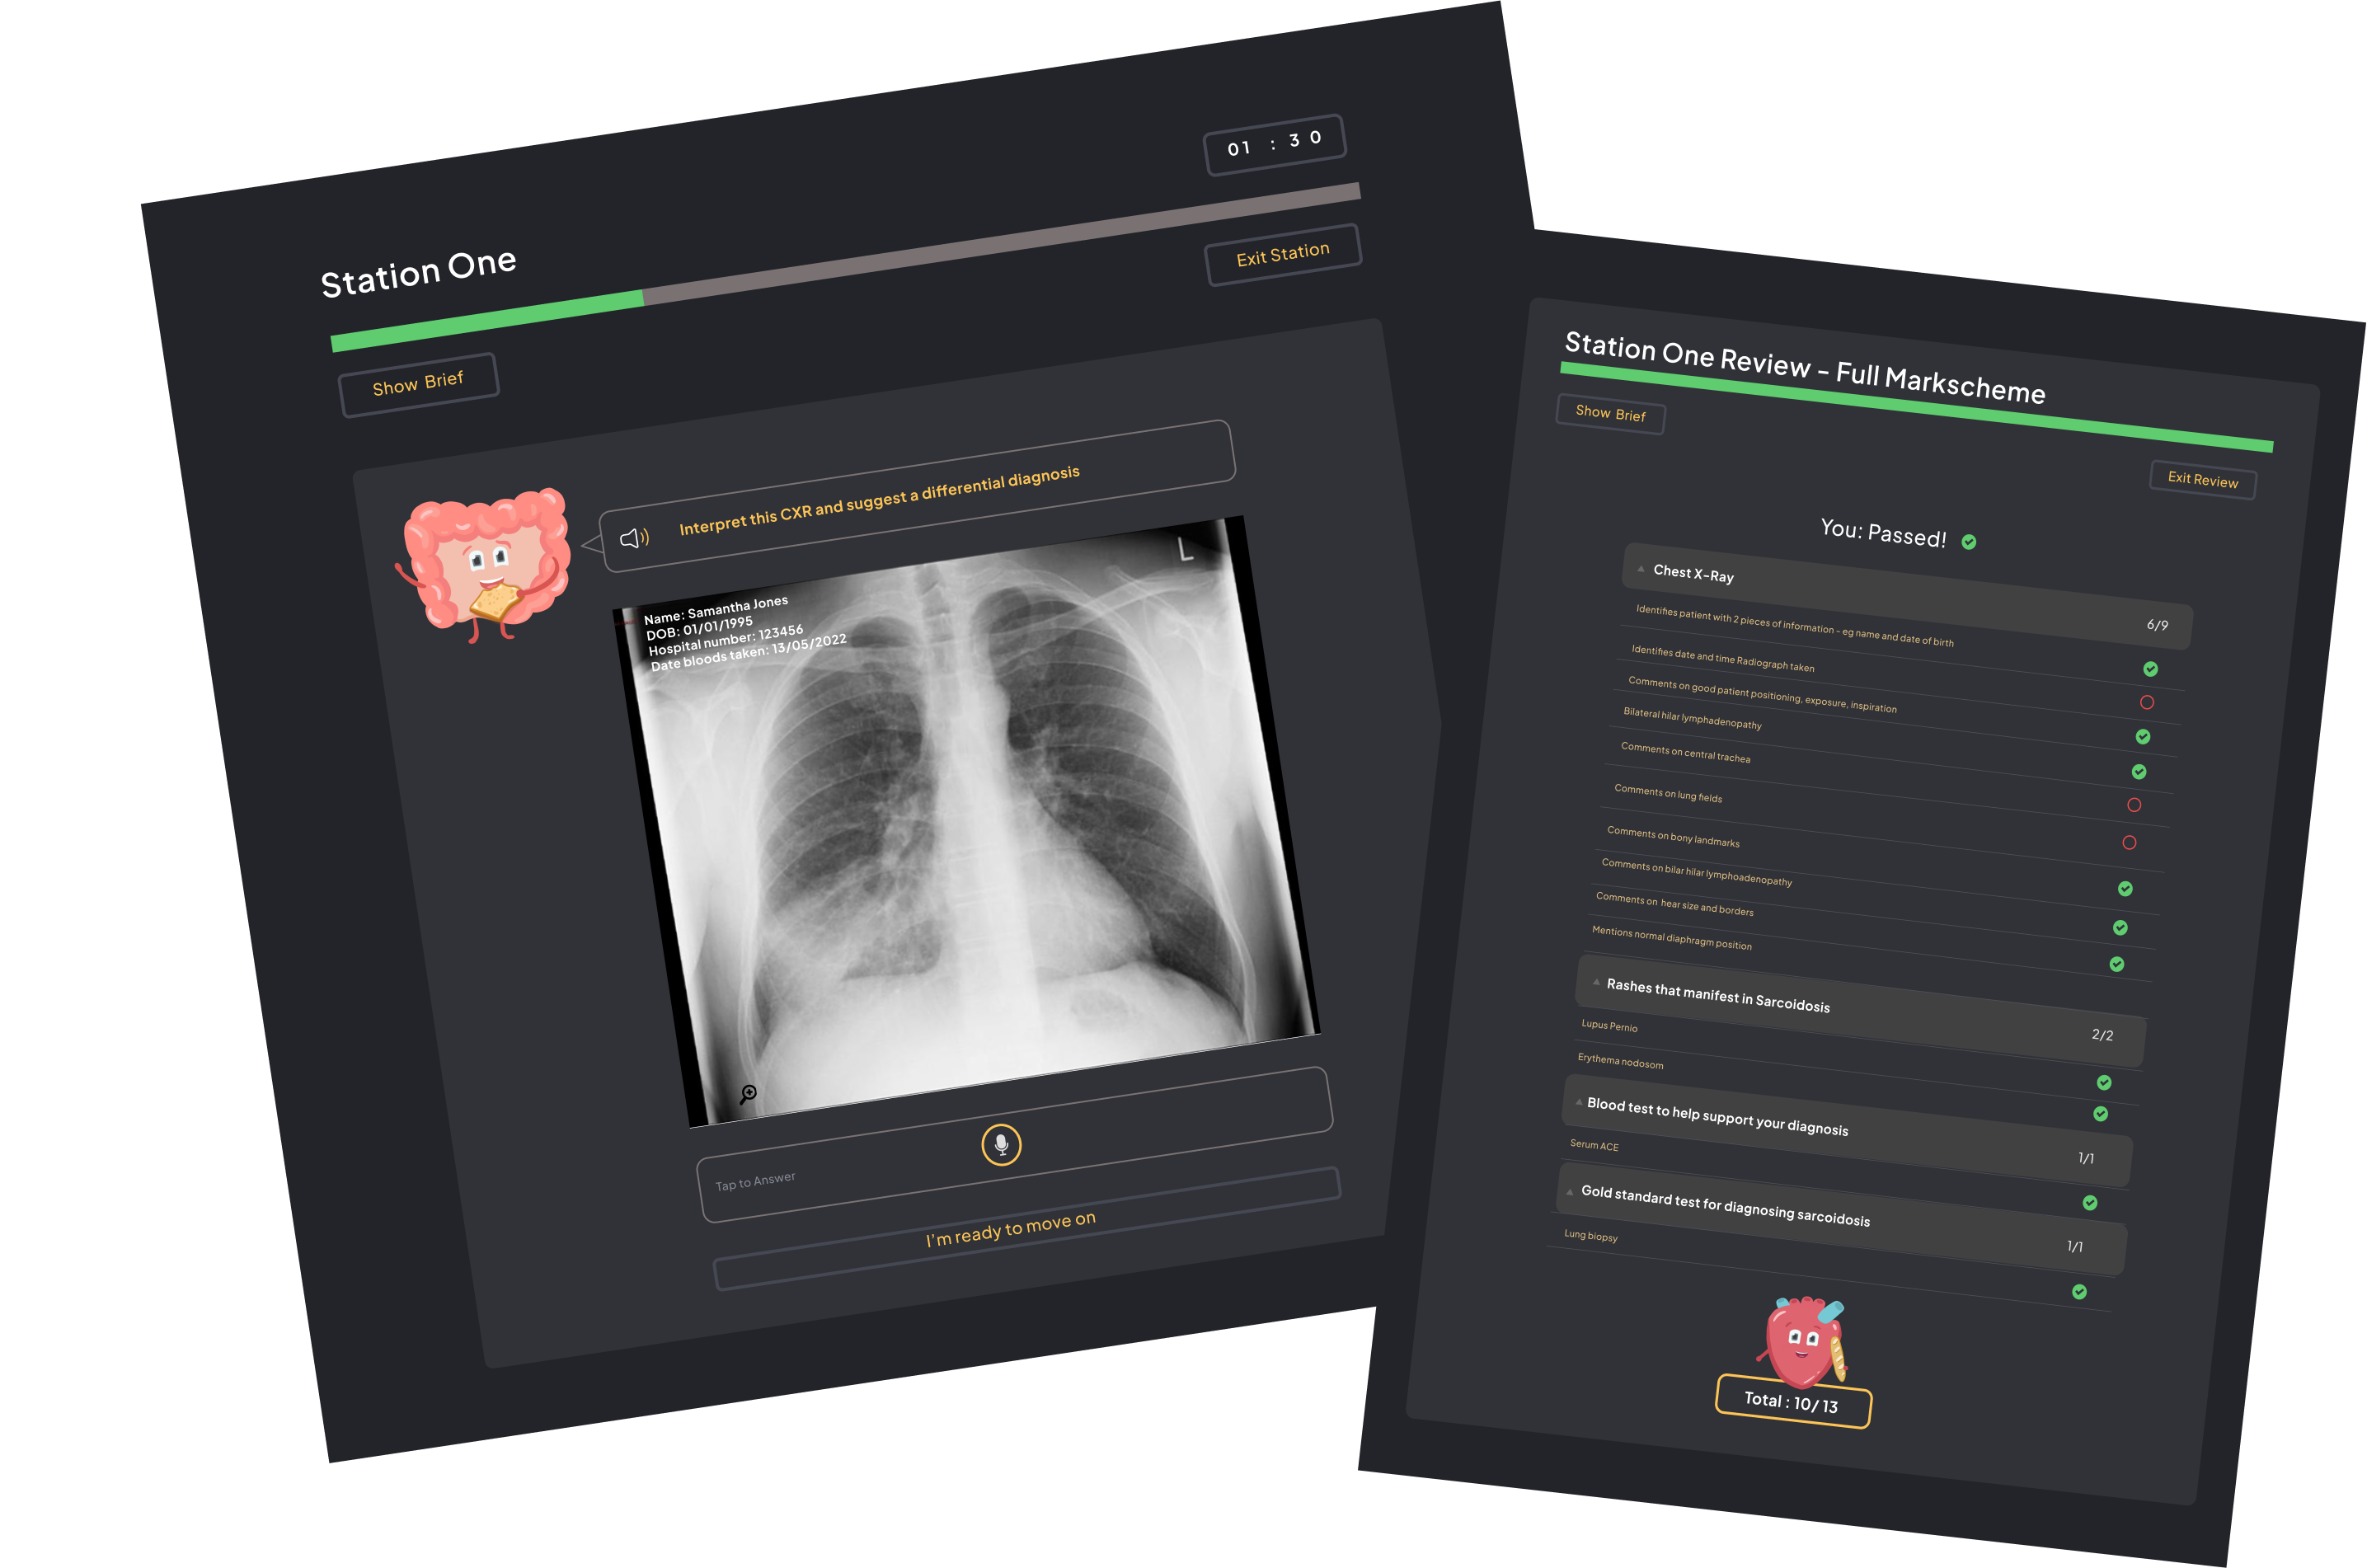 Station One
01 : 30
Show Brief
Exit Station
Interpret this CXR and suggest a differential diagnosis
L
Name: Samantha Jones
DOB: 01/01/1995
Hospital number: 123456
Date bloods taken: 13/05/2022
Tap to Answer
I'm ready to move on
Station One Review - Full Markscheme
Show Brief
Exit Review
You: Passed!
Chest X-Ray
6/9
Identifies patient with 2 pieces of information - eg name and date of birth
Identifies date and time Radiograph taken
Comments on good patient positioning, exposure, inspiration
Bilateral hilar lymphadenopathy
Comments on central trachea
Comments on lung fields
Comments on bony landmarks
Comments on bilar hilar lymphoadenopathy
Comments on hear size and borders
Mentions normal diaphragm position
Rashes that manifest in Sarcoidosis
2/2
Lupus Pernio
Erythema nodosom
Blood test to help support your diagnosis
1/1
Serum ACE
Gold standard test for diagnosing sarcoidosis
1/1
Lung biopsy
Total : 10/ 13